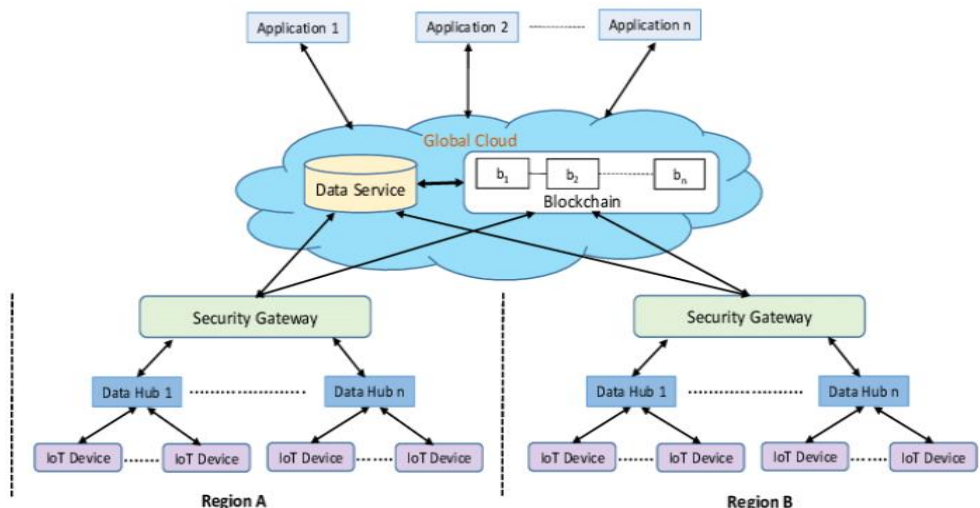 Application 1
Application 2
Application n
Global Cloud
Data Service
b1
b2
bn
Blockchain
Security Gateway
Security Gateway
Data Hub 1
Data Hub n
Data Hub 1
Data Hub n
IoT Device
IoT Device
IoT Device
IoT Device
IoT Device
IoT Device
IoT Device
IoT Device
Region A
Region B